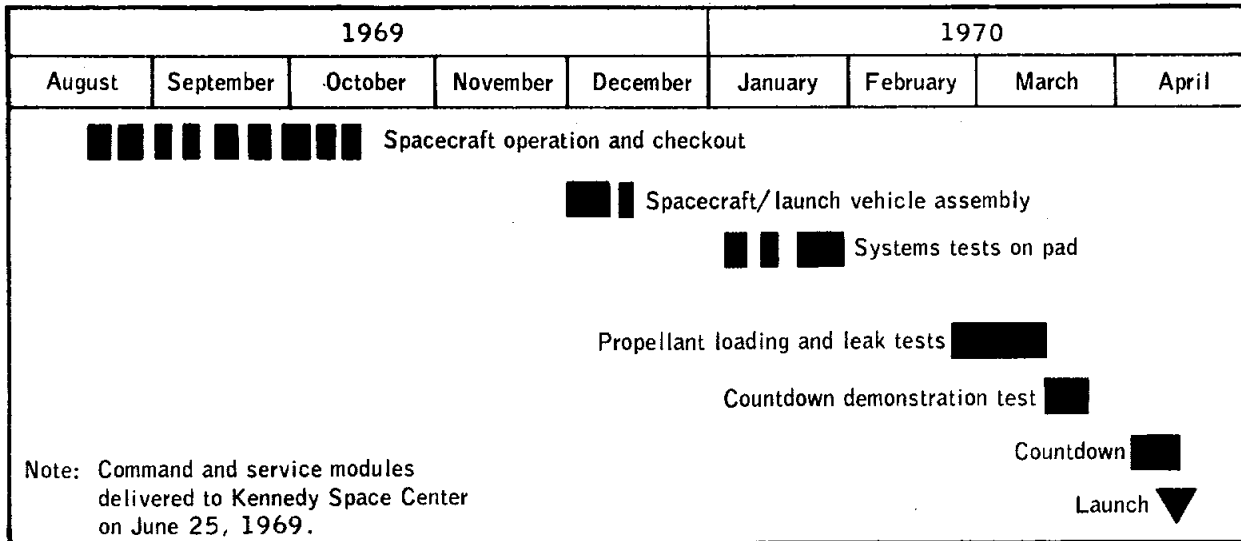 1969 1970
August September October November December January February March April
Spacecraft operation and checkout
Spacecraft/launch vehicle assembly
Systems tests on pad
Propellant loading and leak tests
Countdown demonstration test
Countdown
Launch
Note: Command and service modules
delivered to Kennedy Space Center
on June 25, 1969.